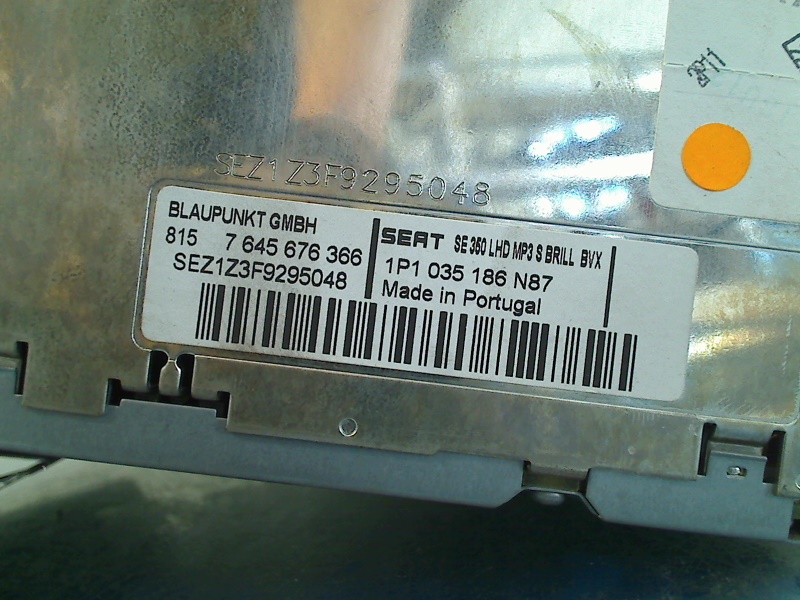 SEZ1Z3F9295048
BLAUPUNKT GMBH
815 7 645 676 366
SEZ1Z3F9295048
SEAT SE 350 LHD MP3 S BRILL BVX
1P1 035 186 N87
Made in Portugal